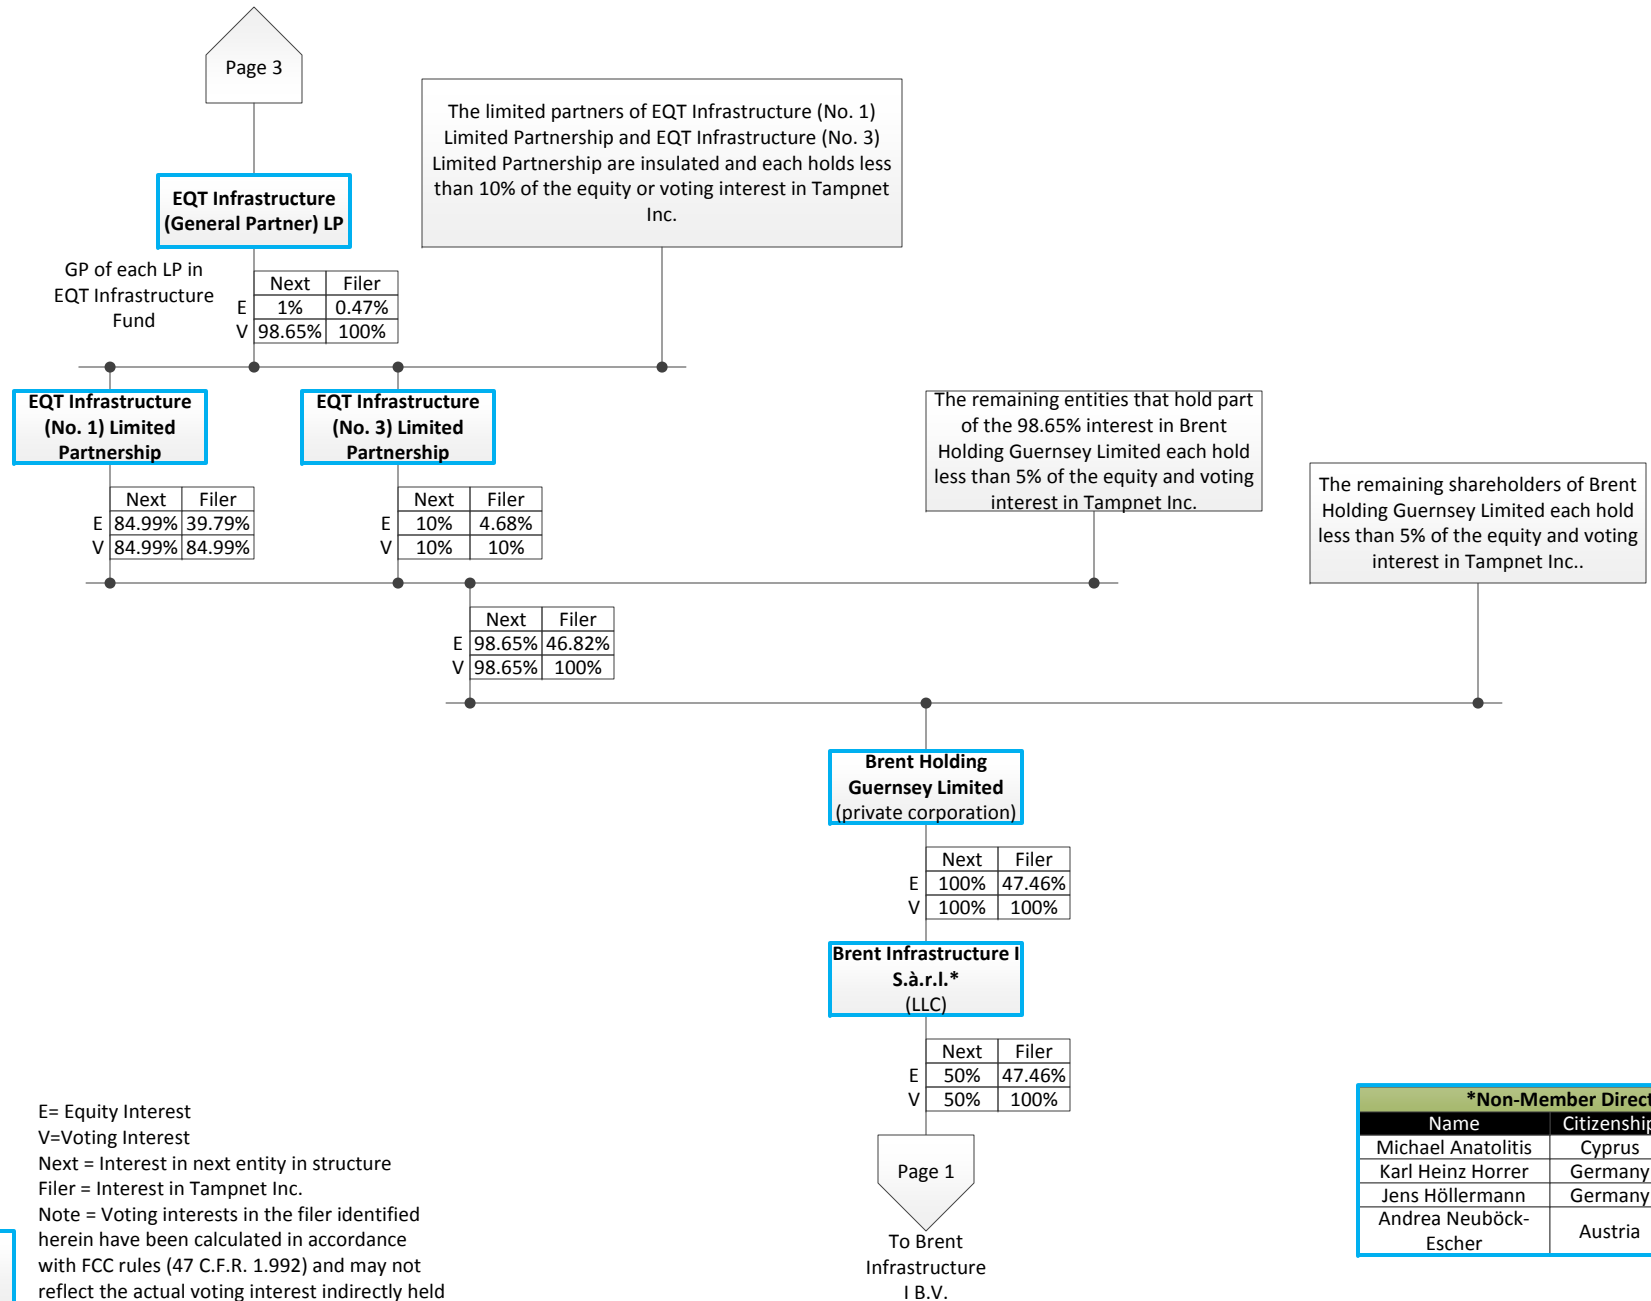 Page 3
The limited partners of EQT Infrastructure (No. 1)
Limited Partnership and EQT Infrastructure (No. 3)
Limited Partnership are insulated and each holds less
than 10% of the equity or voting interest in Tampnet
Inc.
EQT Infrastructure
(General Partner) LP
GP of each LP in
EQT Infrastructure
Fund
Next Filer
E 1% 0.47%
V 98.65% 100%
EQT Infrastructure
(No. 1) Limited
Partnership
EQT Infrastructure
(No. 3) Limited
Partnership
The remaining entities that hold part
of the 98.65% interest in Brent
Holding Guernsey Limited each hold
less than 5% of the equity and voting
interest in Tampnet Inc.
The remaining shareholders of Brent
Holding Guernsey Limited each hold
less than 5% of the equity and voting
interest in Tampnet Inc..
Next Filer
E 84.99% 39.79%
V 84.99% 84.99%
Next Filer
E 10% 4.68%
V 10% 10%
Next Filer
E 98.65% 46.82%
V 98.65% 100%
Brent Holding
Guernsey Limited
(private corporation)
Next Filer
E 100% 47.46%
V 100% 100%
Brent Infrastructure I
S.à.r.l.*
(LLC)
Next Filer
E 50% 47.46%
V 50% 100%
Page 1
To Brent
Infrastructure
I B.V.
E= Equity Interest
V=Voting Interest
Next = Interest in next entity in structure
Filer = Interest in Tampnet Inc.
Note = Voting interests in the filer identified
herein have been calculated in accordance
with FCC rules (47 C.F.R. 1.992) and may not
reflect the actual voting interest indirectly held
*Non-Member Direct
Name Citizenship
Michael Anatolitis Cyprus
Karl Heinz Horrer Germany
Jens Höllermann Germany
Andrea Neuböck-
Escher Austria